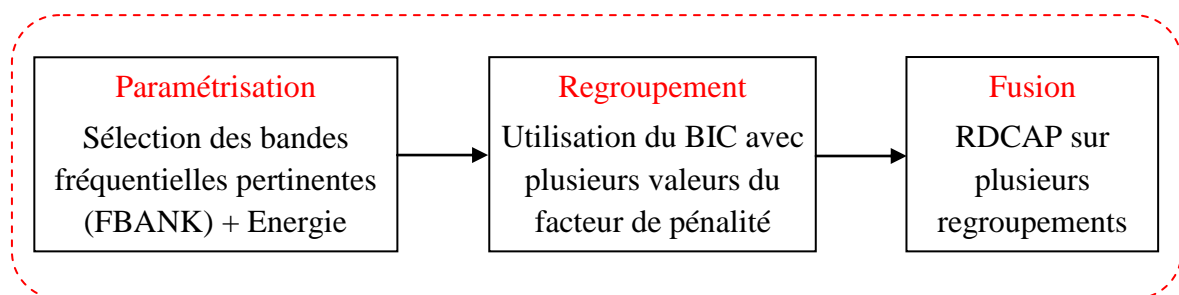 Paramétrisation
Sélection des bandes
fréquentielles pertinentes
(FBANK) + Energie
Regroupement
Utilisation du BIC avec
plusieurs valeurs du
facteur de pénalité
Fusion
RDCAP sur
plusieurs
regroupements